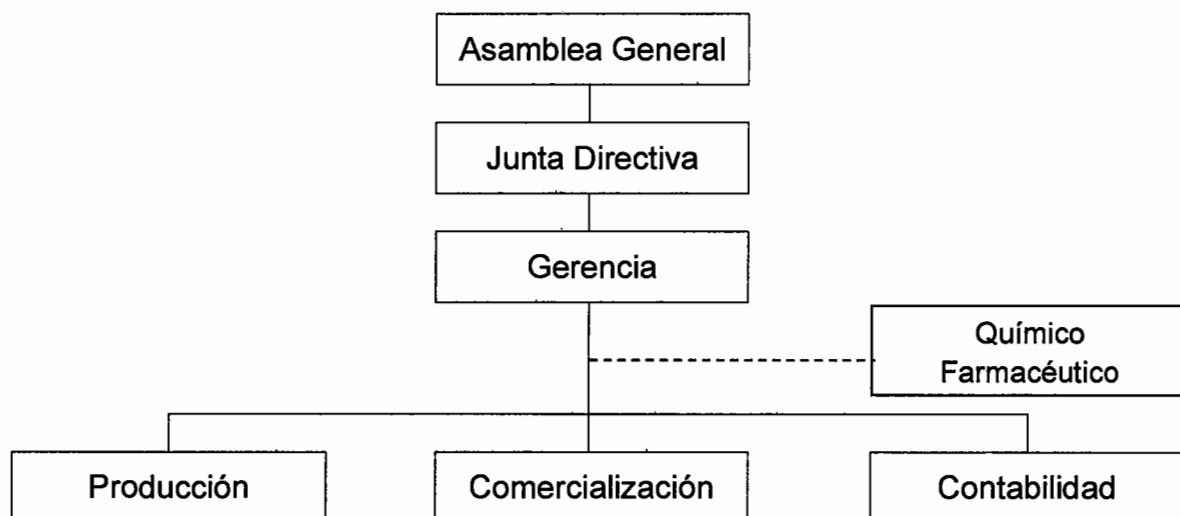 Asamblea General
Junta Directiva
Gerencia
Químico
Farmacéutico
Producción
Comercialización
Contabilidad